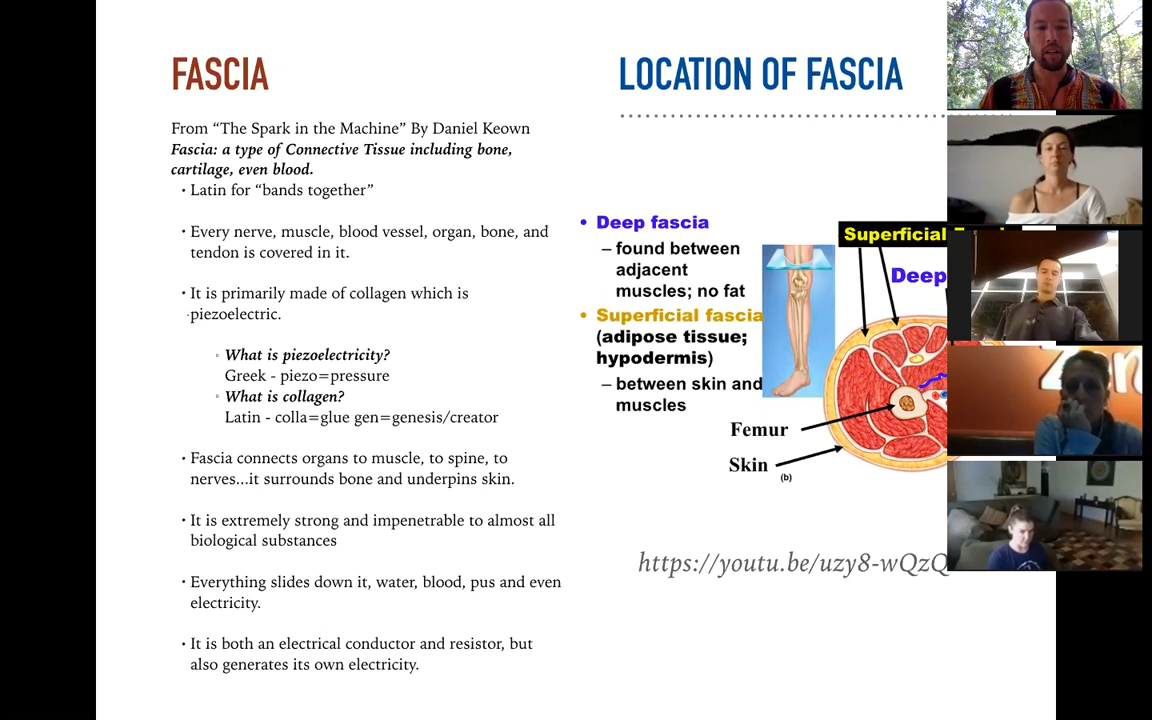 FASCIA
From “The Spark in the Machine” By Daniel Keown
Fascia: a type of Connective Tissue including bone,
cartilage, even blood.
• Latin for “bands together”
• Every nerve, muscle, blood vessel, organ, bone, and
tendon is covered in it.
• It is primarily made of collagen which is
piezoelectric.
◦ What is piezoelectricity?
Greek - piezo=pressure
◦ What is collagen?
Latin - colla=glue gen=genesis/creator
• Fascia connects organs to muscle, to spine, to
nerves...it surrounds bone and underpins skin.
• It is extremely strong and impenetrable to almost all
biological substances
• Everything slides down it, water, blood, pus and even
electricity.
• It is both an electrical conductor and resistor, but
also generates its own electricity.
LOCATION OF FASCIA
• Deep fascia
– found between
adjacent
muscles; no fat
• Superficial fascia
(adipose tissue;
hypodermis)
– between skin and
muscles
Superficial
Deep
Femur
Skin
(b)
https://youtu.be/uzy8-wQzQ